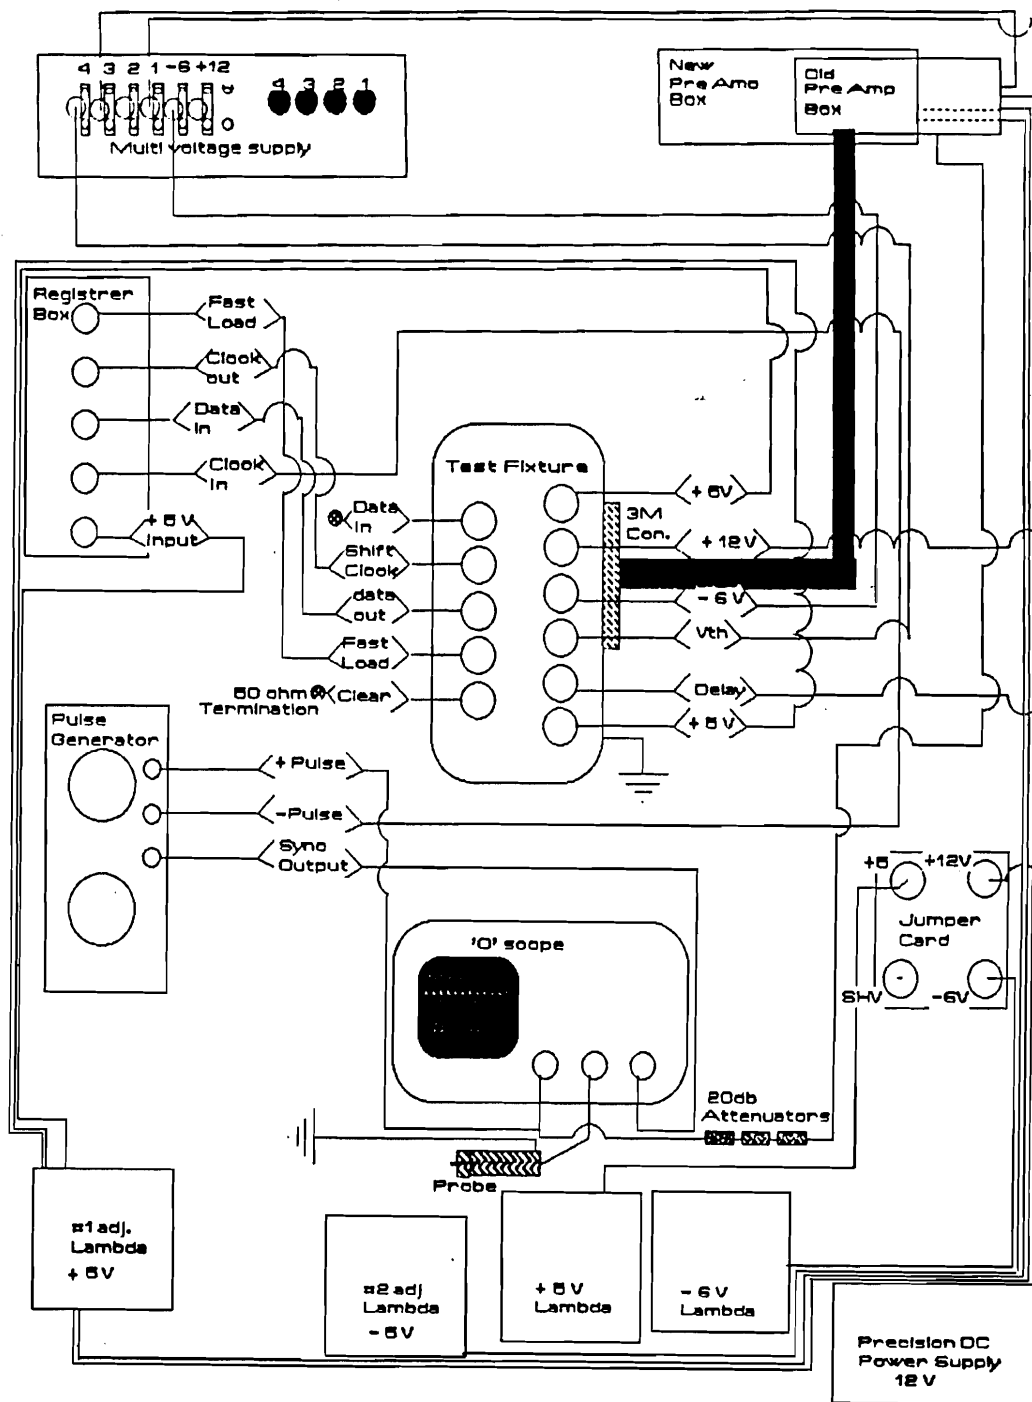 4 3 2 1 -6 +12
4 3 2 1
Multi voltage supply
New
Pre Amp
Box
Old
Pre Amp
Box
Registrer
Box
Fast
Load
Clock
out
Data
In
Clock
In
+ 5 V
Input
Test Fixture
Data
In
Shift
Clock
data
out
Fast
Load
50 ohm
Termination
Clear
3M
Con.
+ 5V
+ 12V
- 6 V
Vth
Delay
+ 5 V
Pulse
Generator
+ Pulse
-Pulse
Sync
Output
'O' scope
+5 +12V
Jumper
Card
-
SHV -6V
20db
Attenuators
Probe
#1 adj.
Lambda
+ 5V
#2 adj
Lambda
- 5 V
+ 5 V
Lambda
- 6 V
Lambda
Precision DC
Power Supply
12 V